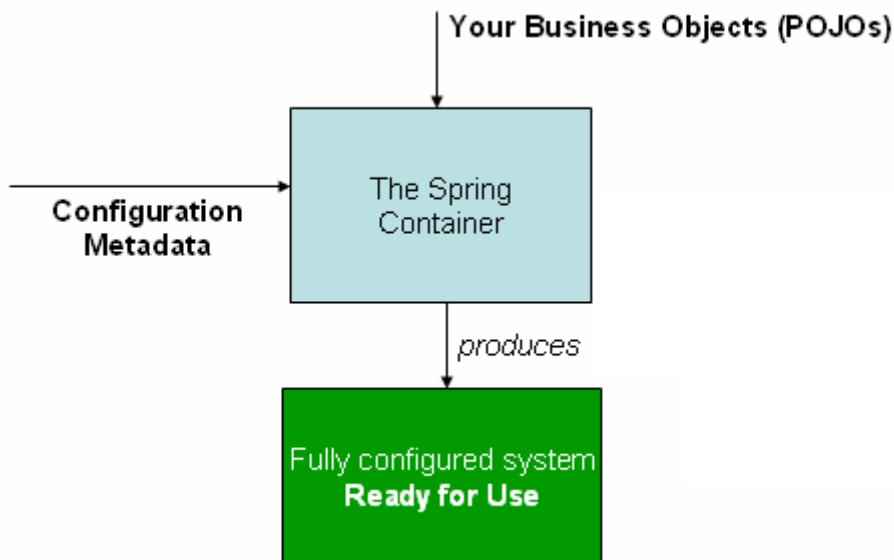 Your Business Objects (POJOs)
The Spring
Container
Configuration
Metadata
produces
Fully configured system
Ready for Use